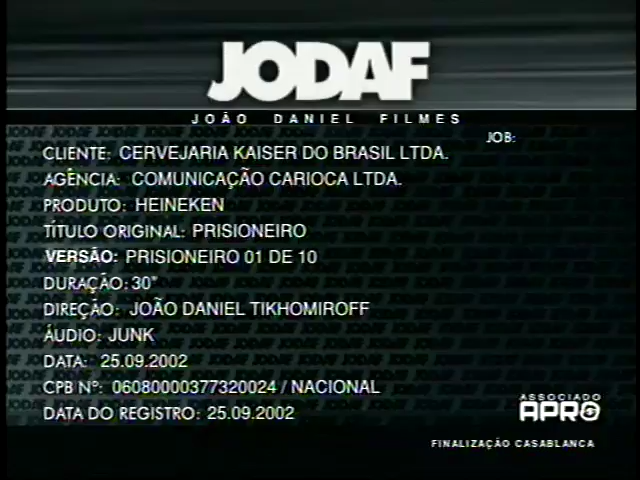 JODAF
JOÃO DANIEL FILMES
JOB:
CLIENTE: CERVEJARIA KAISER DO BRASIL LTDA.
AGÊNCIA: COMUNICAÇÃO CARIOCA LTDA.
PRODUTO: HEINEKEN
TÍTULO ORIGINAL: PRISIONEIRO
VERSÃO: PRISIONEIRO 01 DE 10
DURAÇÃO: 30"
DIREÇÃO: JOÃO DANIEL TIKHOMIROFF
ÁUDIO: JUNK
DATA: 25.09.2002
CPB Nº: 06080000377320024 / NACIONAL
DATA DO REGISTRO: 25.09.2002
ASSOCIADO
APRO
FINALIZAÇÃO CASABLANCA